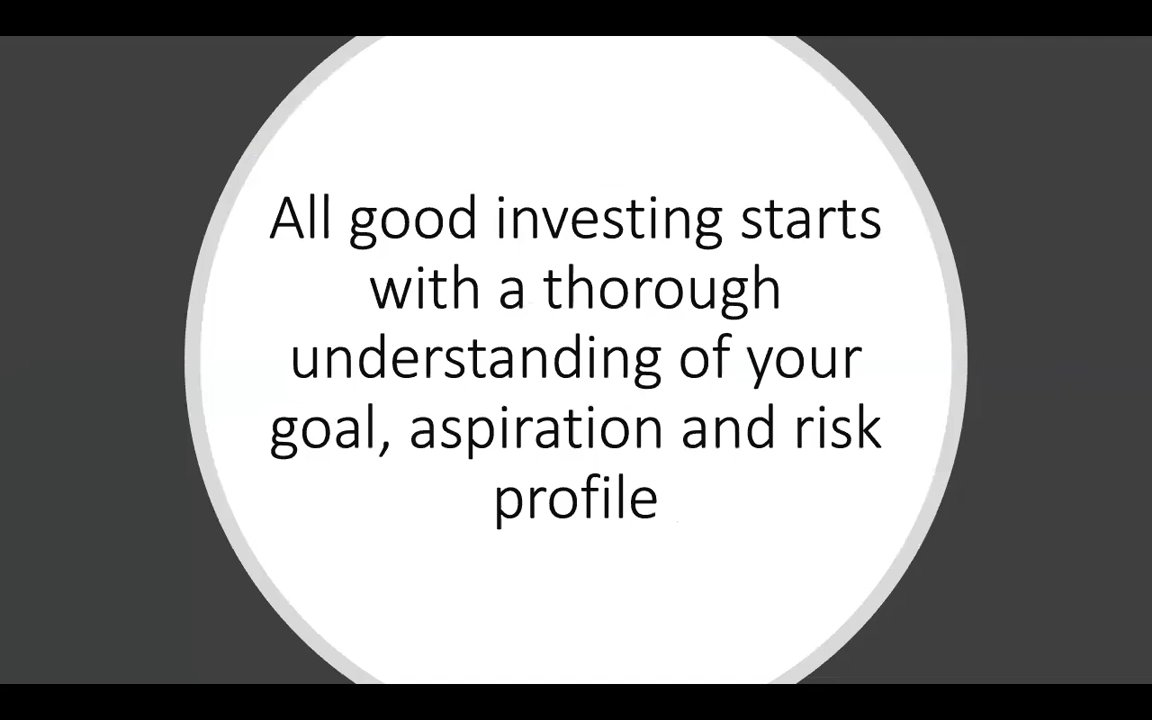 All good investing starts
with a thorough
understanding of your
goal, aspiration and risk
profile